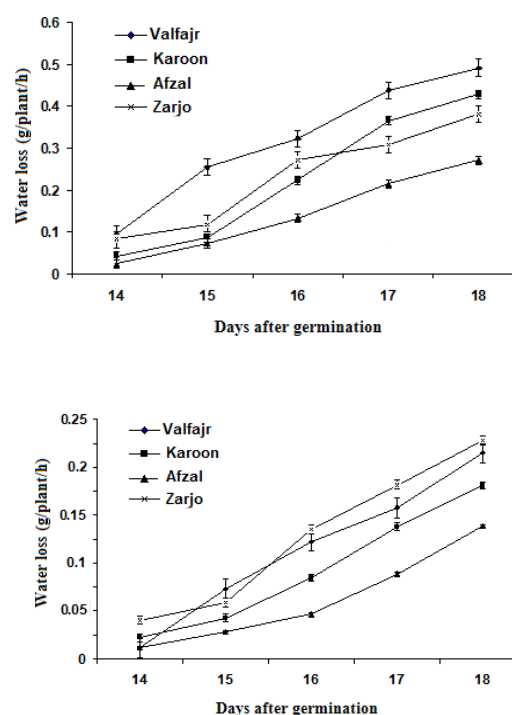 Water loss (g/plant/h)
0.6
0.5
0.4
0.3
0.2
0.1
0
Valfajr
Karoon
Afzal
Zarjo
14 15 16 17 18
Days after germination
Water loss (g/plant/h)
0.25
0.2
0.15
0.1
0.05
0
Valfajr
Karoon
Afzal
Zarjo
14 15 16 17 18
Days after germination